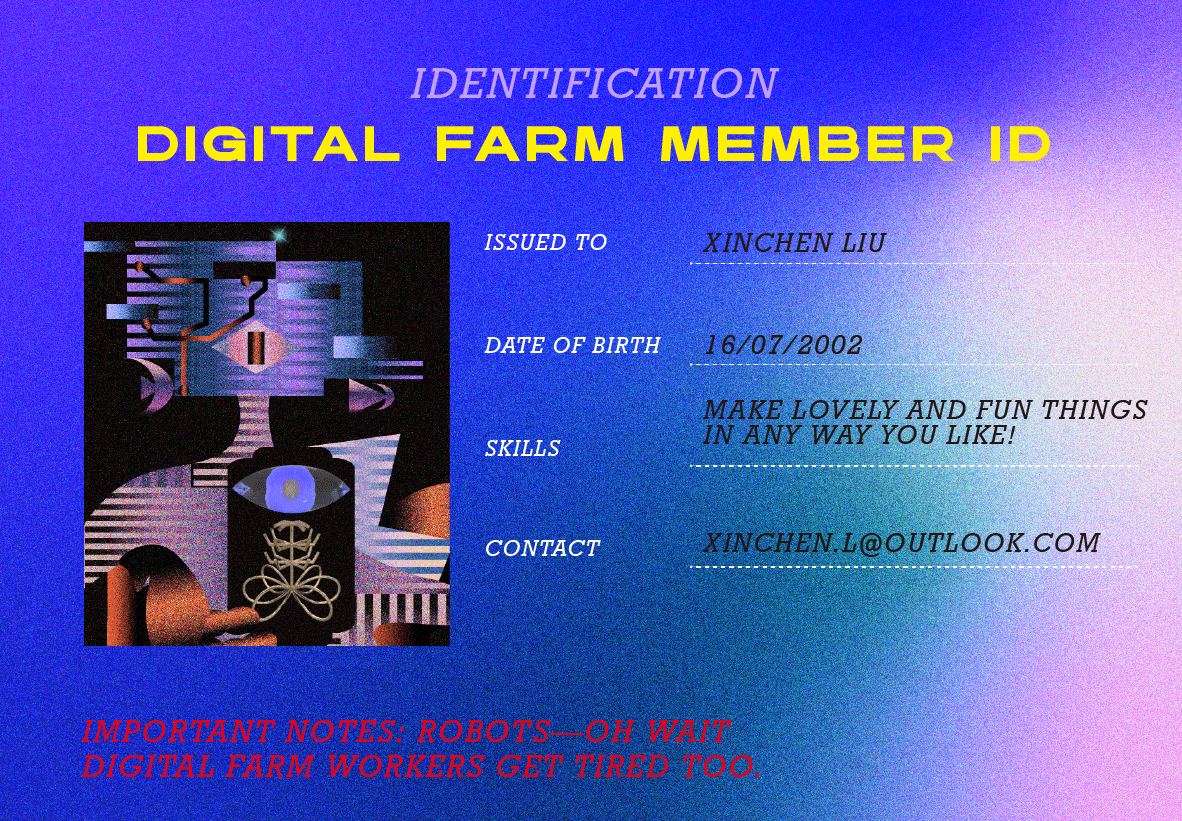 IDENTIFICATION
DIGITAL FARM MEMBER ID
ISSUED TO
XINCHEN LIU
DATE OF BIRTH
16/07/2002
SKILLS
MAKE LOVELY AND FUN THINGS
IN ANY WAY YOU LIKE!
CONTACT
XINCHEN.L@OUTLOOK.COM
IMPORTANT NOTES: ROBOTS—OH WAIT
DIGITAL FARM WORKERS GET TIRED TOO.